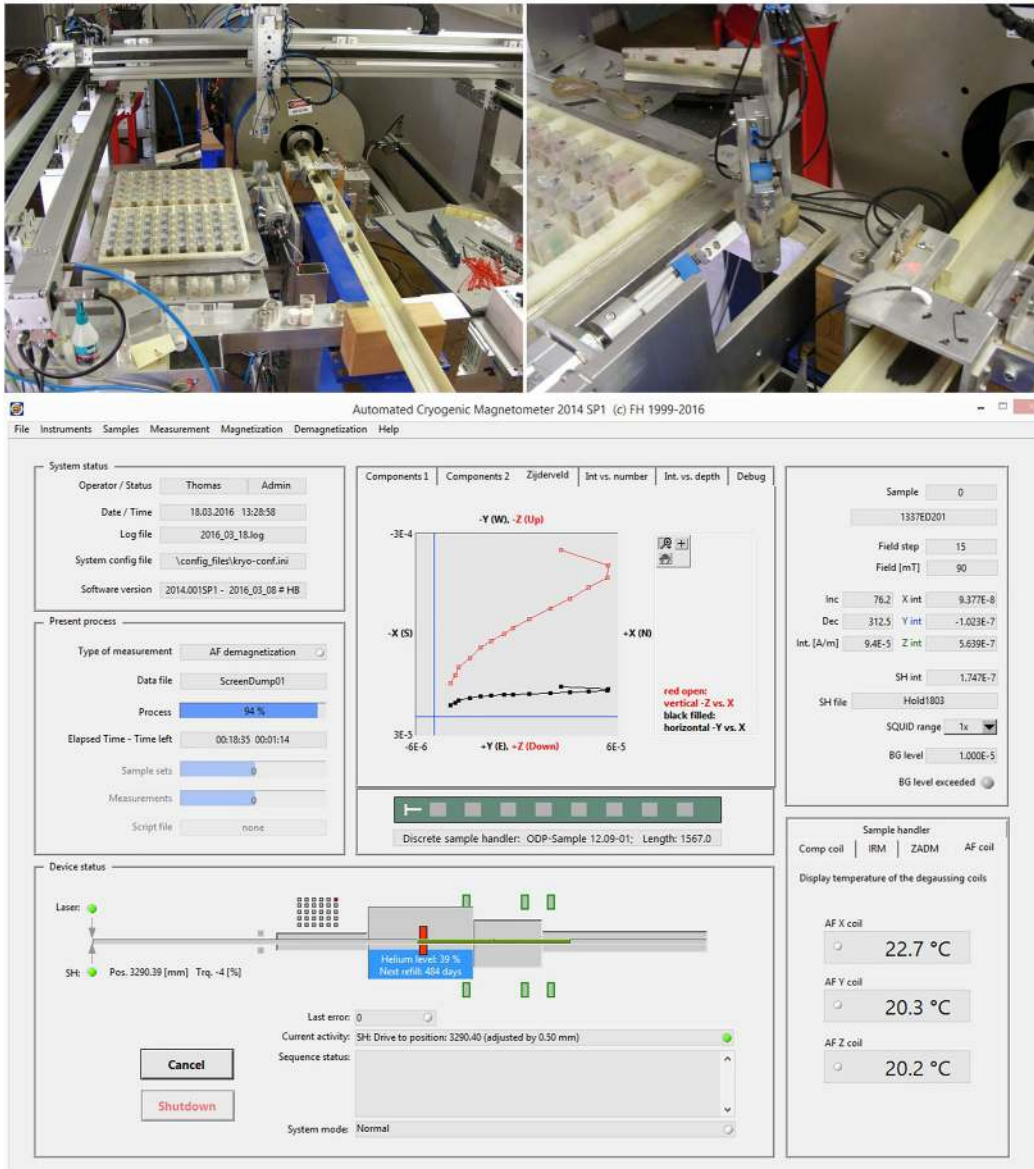 Automated Cryogenic Magnetometer 2014 SP1 (c) FH 1999-2016
File Instruments Samples Measurement Magnetization Demagnetization Help
System status
Operator / Status Thomas Admin
Date / Time 18.03.2016 13:28:58
Log file 2016_03_18.log
System config file \config_files\kryo-conf.ini
Software version 2014.001SP1 - 2016_03_08 # HB
Present process
Type of measurement AF demagnetization
Data file ScreenDump01
Process 94 %
Elapsed Time - Time left 00:18:35 00:01:14
Sample sets 0
Measurements 0
Script file none
Components 1 Components 2 Zijderveld Int vs. number Int. vs. depth Debug
-Y (W), -Z (Up)
-3E-4
-X (S)
+X (N)
3E-5
-6E-6
+Y (E), +Z (Down)
6E-5
red open:
vertical -Z vs. X
black filled:
horizontal -Y vs. X
Discrete sample handler: ODP-Sample 12.09-01; Length: 1567.0
Sample 0
1337ED201
Field step 15
Field [mT] 90
Inc 76.2 X int 9.377E-8
Dec 312.5 Y int -1.023E-7
Int. [A/m] 9.4E-5 Z int 5.639E-7
SH int 1.747E-7
SH file Hold1803
SQUID range 1x
BG level 1.000E-5
BG level exceeded
Sample handler
Comp coil IRM ZADM AF coil
Display temperature of the degaussing coils
AF X coil
22.7 °C
AF Y coil
20.3 °C
AF Z coil
20.2 °C
Device status
Laser:
SH: Pos. 3290.39 [mm] Trq. -4 [%]
Helium level: 39 %
Next refill: 484 days
Last error: 0
Current activity: SH: Drive to position: 3290.40 (adjusted by 0.50 mm)
Sequence status:
System mode: Normal
Cancel
Shutdown